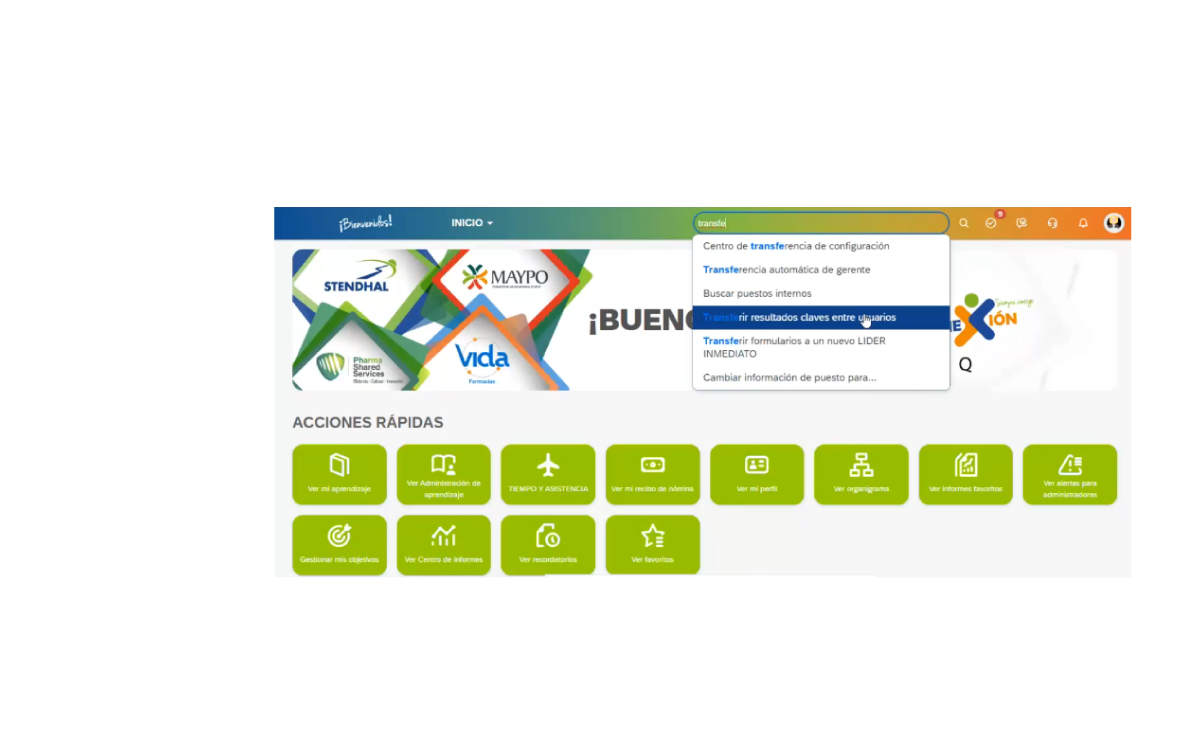 ¡Bienvenidos!
INICIO
transfe
9
Centro de transferencia de configuración
Transferencia automática de gerente
Buscar puestos internos
Transferir resultados claves entre usuarios
Transferir formularios a un nuevo LIDER
INMEDIATO
Cambiar información de puesto para...
STENDHAL
MAYPO
Pharma
Shared
Services
Vida
Farmacias
¡BUEN
Siempre contigo
IÓN
Q
ACCIONES RÁPIDAS
Ver mi aprendizaje
Ver Administración de
aprendizaje
TIEMPO Y ASISTENCIA
Ver mi recibo de nómina
Ver mi perfil
Ver organigrama
Ver informes favoritos
Ver alertas para
administradores
Gestionar mis objetivos
Ver Centro de informes
Ver recordatorios
Ver favoritos